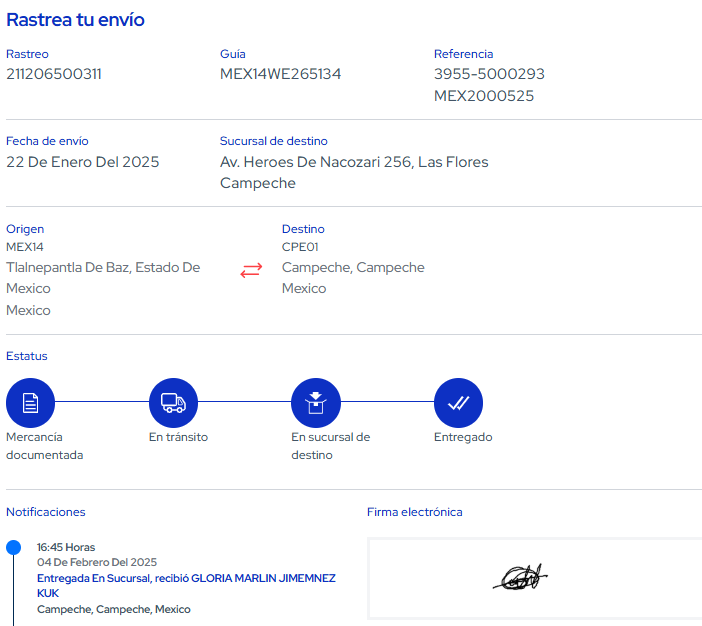 Rastrea tu envío
Rastreo
211206500311
Guía
MEX14WE265134
Referencia
3955-5000293
MEX2000525
Fecha de envío
22 De Enero Del 2025
Sucursal de destino
Av. Heroes De Nacozari 256, Las Flores
Campeche
Origen
MEX14
Tlalnepantla De Baz, Estado De
Mexico
Mexico
Destino
CPE01
Campeche, Campeche
Mexico
Estatus
Mercancía
documentada
En tránsito
En sucursal de
destino
Entregado
Notificaciones
16:45 Horas
04 De Febrero Del 2025
Entregada En Sucursal, recibió GLORIA MARLIN JIMEMNEZ
KUK
Campeche, Campeche, Mexico
Firma electrónica